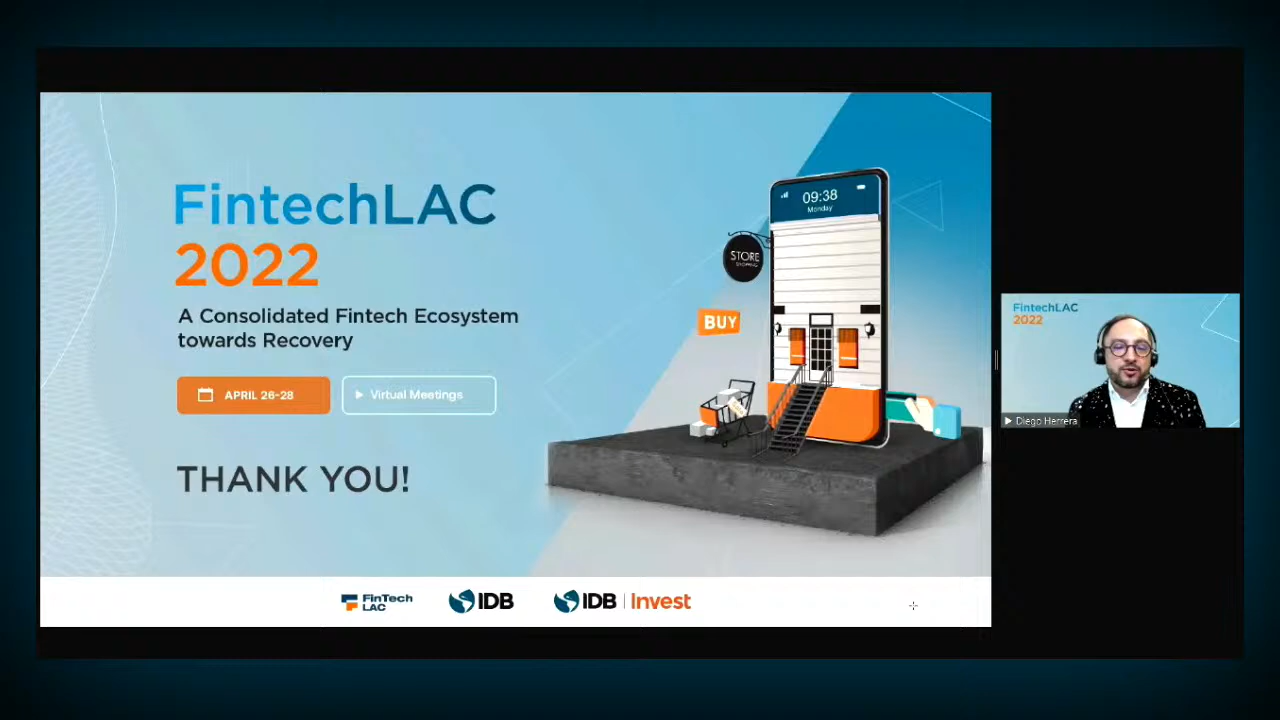 FintechLAC
2022
A Consolidated Fintech Ecosystem
towards Recovery
APRIL 26-28
Virtual Meetings
THANK YOU!
09:38
Monday
STORE
SHOPPING
BUY
FinTech
LAC
IDB
IDB | Invest
FintechLAC
2022
Diego Herrera